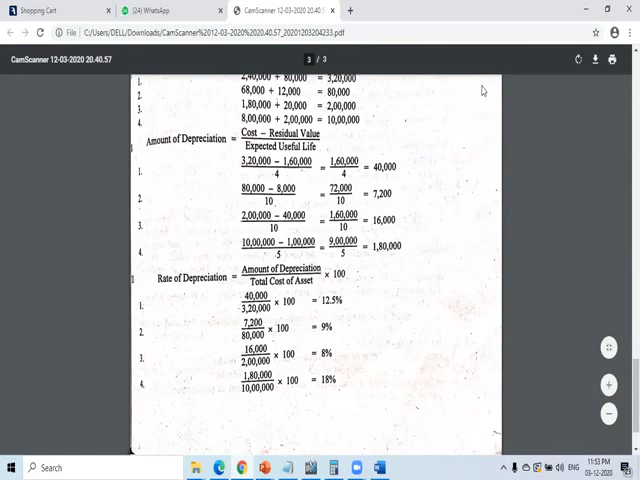 Shopping Cart
(24) WhatsApp
CamScanner 12-03-2020 20.40.57
File | C:/Users/DELL/Downloads/CamScanner%2012-03-2020%2020.40.57_20201203204233.pdf
CamScanner 12-03-2020 20.40.57
3 / 3
1. 2,40,000 + 80,000 = 3,20,000
2. 68,000 + 12,000 = 80,000
3. 1,80,000 + 20,000 = 2,00,000
4. 8,00,000 + 2,00,000 = 10,00,000
Amount of Depreciation = Cost – Residual Value / Expected Useful Life
1. 3,20,000 – 1,60,000 / 4 = 1,60,000 / 4 = 40,000
2. 80,000 – 8,000 / 10 = 72,000 / 10 = 7,200
3. 2,00,000 – 40,000 / 10 = 1,60,000 / 10 = 16,000
4. 10,00,000 – 1,00,000 / 5 = 9,00,000 / 5 = 1,80,000
Rate of Depreciation = Amount of Depreciation / Total Cost of Asset × 100
1. 40,000 / 3,20,000 × 100 = 12.5%
2. 7,200 / 80,000 × 100 = 9%
3. 16,000 / 2,00,000 × 100 = 8%
4. 1,80,000 / 10,00,000 × 100 = 18%
Search
ENG
11:53 PM
03-12-2020